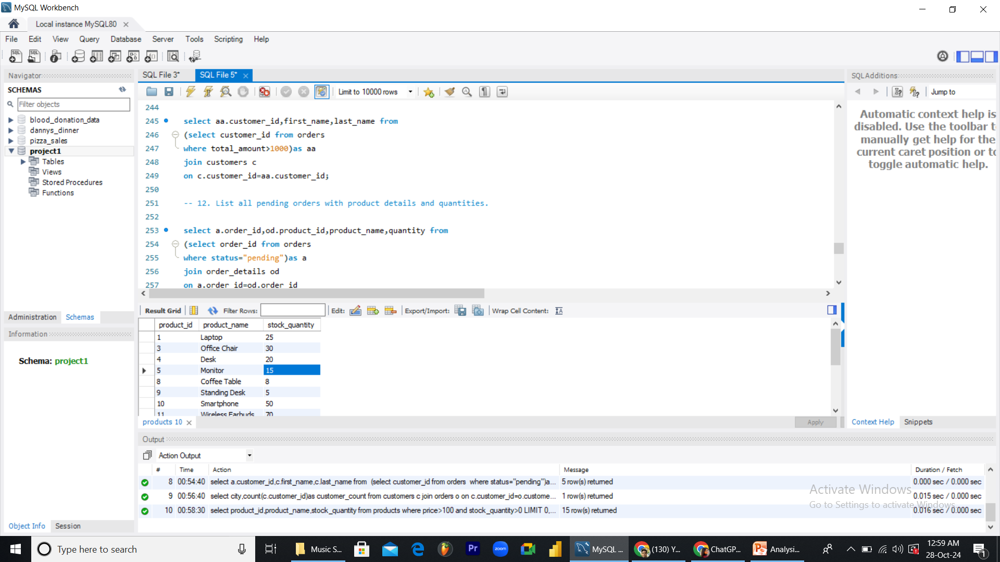 MySQL Workbench
Local instance MySQL80
File Edit View Query Database Server Tools Scripting Help
Navigator
SCHEMAS
Filter objects
blood_donation_data
dannys_dinner
pizza_sales
project1
Tables
Views
Stored Procedures
Functions
Administration Schemas
Information
Schema: project1
Object Info Session
SQL File 3* SQL File 5*
Limit to 10000 rows
244
245 select aa.customer_id,first_name,last_name from
246 (select customer_id from orders
247 where total_amount>1000)as aa
248 join customers c
249 on c.customer_id=aa.customer_id;
250
251 -- 12. List all pending orders with product details and quantities.
252
253 select a.order_id,od.product_id,product_name,quantity from
254 (select order_id from orders
255 where status="pending")as a
256 join order_details od
257 on a.order_id=od.order_id
Result Grid Filter Rows: Edit: Export/Import: Wrap Cell Content:
product_id product_name stock_quantity
1 Laptop 25
3 Office Chair 30
4 Desk 20
5 Monitor 15
8 Coffee Table 8
9 Standing Desk 5
10 Smartphone 50
11 Wireless Earbuds 70
products 10
Apply
SQLAdditions
Jump to
Automatic context help is
disabled. Use the toolbar t
manually get help for the
current caret position or to
toggle automatic help.
Context Help Snippets
Output
Action Output
# Time Action Message Duration / Fetch
8 00:54:40 select a.customer_id,c.first_name,c.last_name from (select customer_id from orders where status="pending")a... 5 row(s) returned 0.000 sec / 0.000 sec
9 00:56:40 select city,count(c.customer_id)as customer_count from customers c join orders o on c.customer_id=o.custome... 1 row(s) returned 0.015 sec / 0.000 sec
10 00:58:30 select product_id,product_name,stock_quantity from products where price>100 and stock_quantity>0 LIMIT 0,... 15 row(s) returned 0.016 sec / 0.000 sec
Activate Windows
Go to Settings to activate Windows.
Type here to search
Music S...
Pr
zoom
MySQL ...
(130) Y...
ChatGP...
Analysi...
12:59 AM
28-Oct-24
1